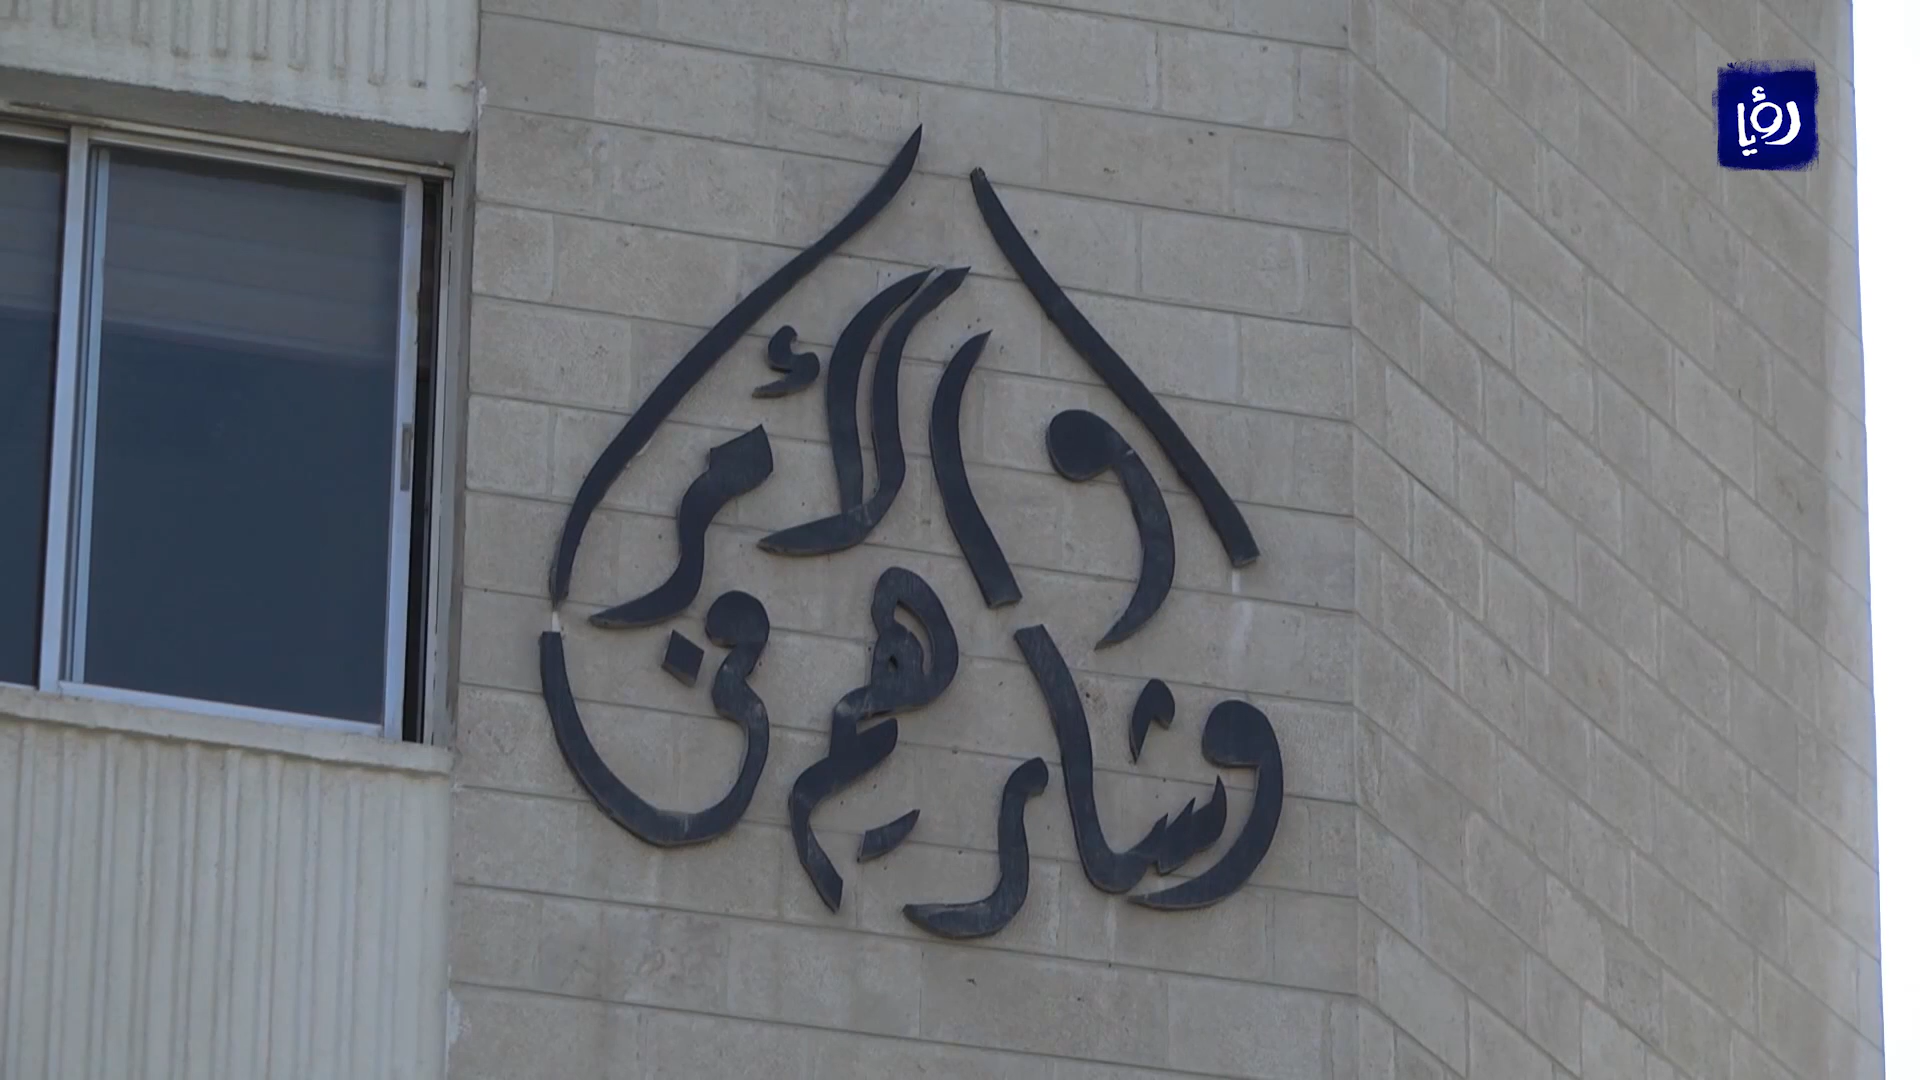 رؤيا
وشاورهم في
الأمر